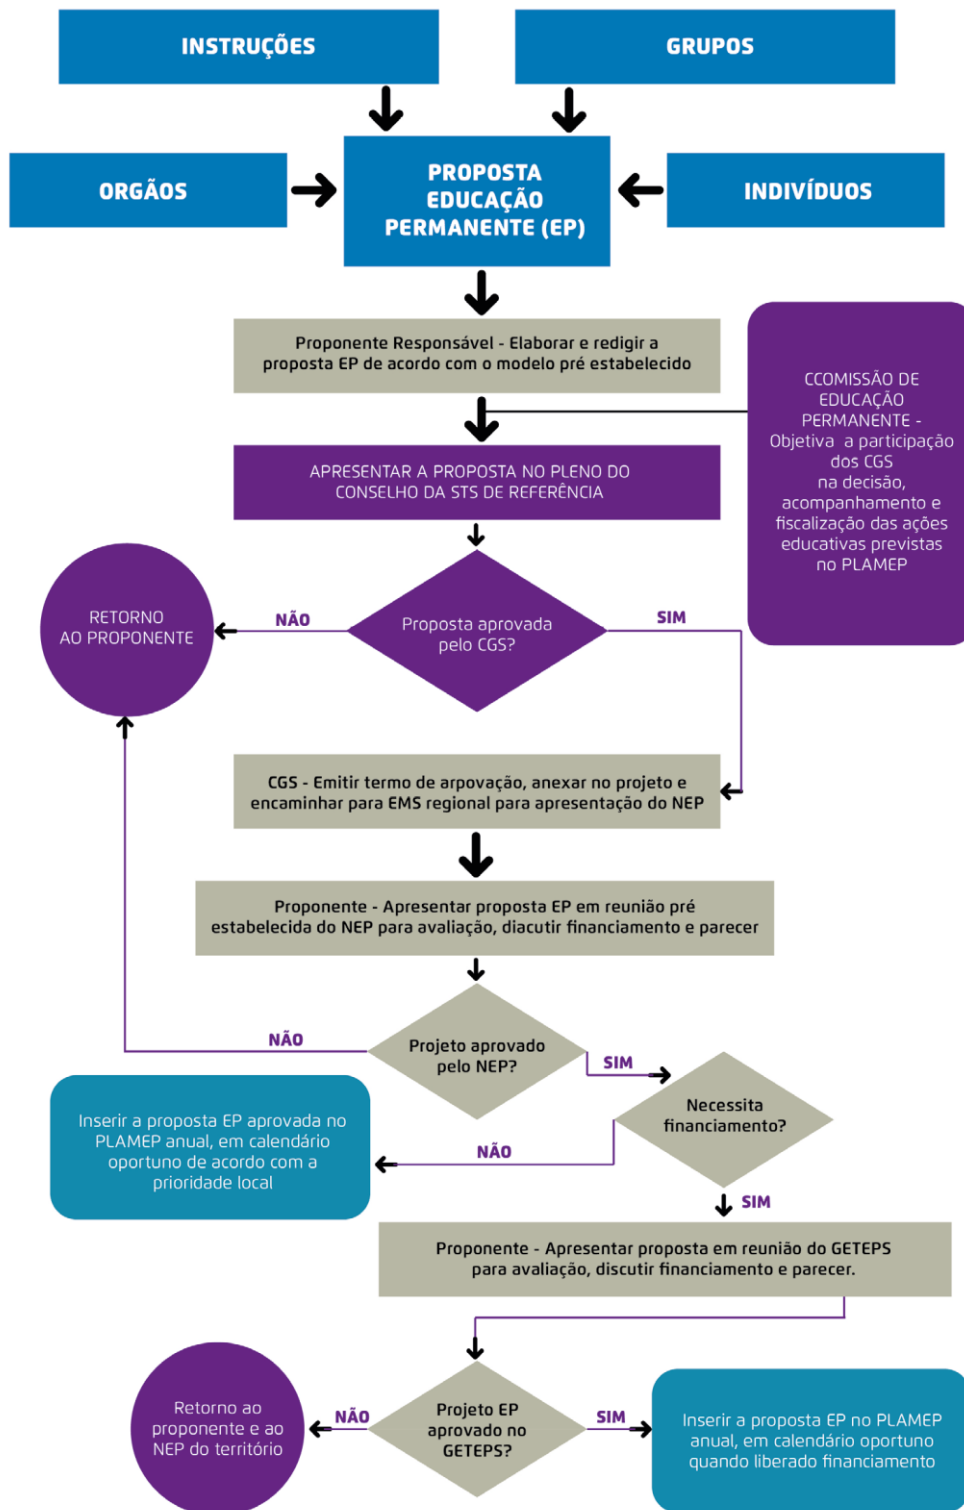 INSTRUÇÕES
GRUPOS
ORGÃOS
PROPOSTA
EDUCAÇÃO
PERMANENTE (EP)
INDIVÍDUOS
Proponente Responsável - Elaborar e redigir a
proposta EP de acordo com o modelo pré estabelecido
CCOMISSÃO DE
EDUCAÇÃO
PERMANENTE -
Objetiva a participação
dos CGS
na decisão,
acompanhamento e
fiscalização das ações
educativas previstas
no PLAMEP
APRESENTAR A PROPOSTA NO PLENO DO
CONSELHO DA STS DE REFERÊNCIA
RETORNO
AO PROPONENTE
NÃO
Proposta aprovada
pelo CGS?
SIM
CGS - Emitir termo de arpovação, anexar no projeto e
encaminhar para EMS regional para apresentação do NEP
Proponente - Apresentar proposta EP em reunião pré
estabelecida do NEP para avaliação, diacutir financiamento e parecer
NÃO
Projeto aprovado
pelo NEP?
SIM
Necessita
financiamento?
NÃO
Inserir a proposta EP aprovada no
PLAMEP anual, em calendário
oportuno de acordo com a
prioridade local
SIM
Proponente - Apresentar proposta em reunião do GETEPS
para avaliação, discutir financiamento e parecer.
Retorno ao
proponente e ao
NEP do território
NÃO
Projeto EP
aprovado no
GETEPS?
SIM
Inserir a proposta EP no PLAMEP
anual, em calendário oportuno
quando liberado financiamento